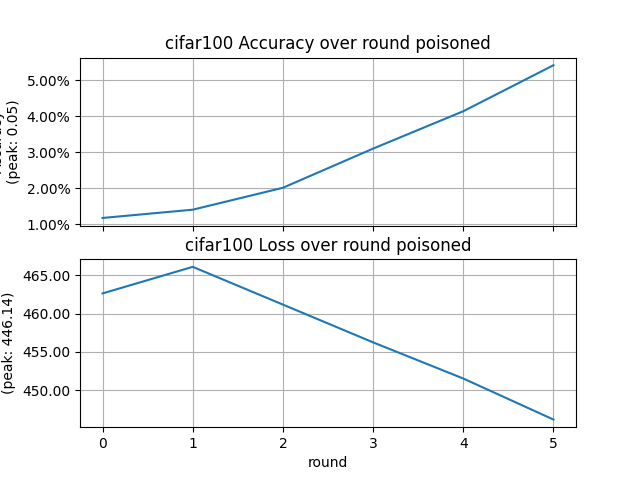 cifar100 Accuracy over round poisoned
5.00%
4.00%
3.00%
2.00%
1.00%
(peak: 0.05)
cifar100 Loss over round poisoned
465.00
460.00
455.00
450.00
(peak: 446.14)
0 1 2 3 4 5
round